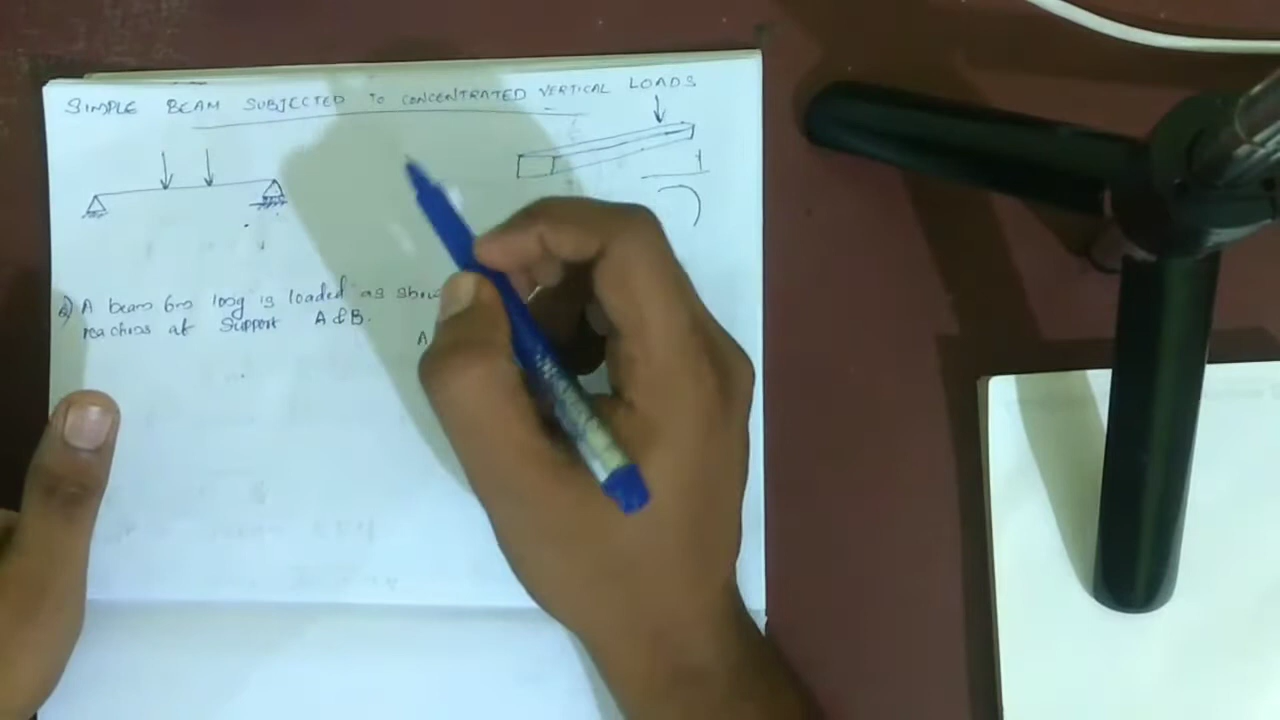 SIMPLE BEAM SUBJECTED To CONCENTRATED VERTICAL LOADS
Q) A beam 6m long is loaded as
reactions at Support A & B.
A